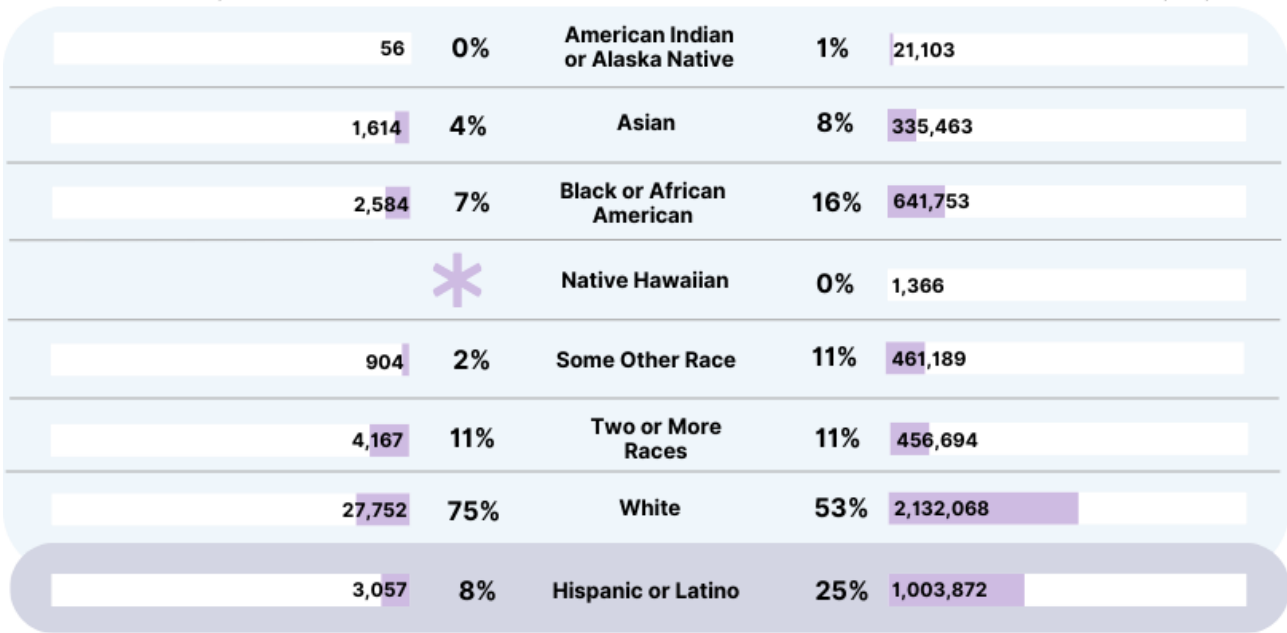 56 0% American Indian or Alaska Native 1% 21,103
1,614 4% Asian 8% 335,463
2,584 7% Black or African American 16% 641,753
* Native Hawaiian 0% 1,366
904 2% Some Other Race 11% 461,189
4,167 11% Two or More Races 11% 456,694
27,752 75% White 53% 2,132,068
3,057 8% Hispanic or Latino 25% 1,003,872